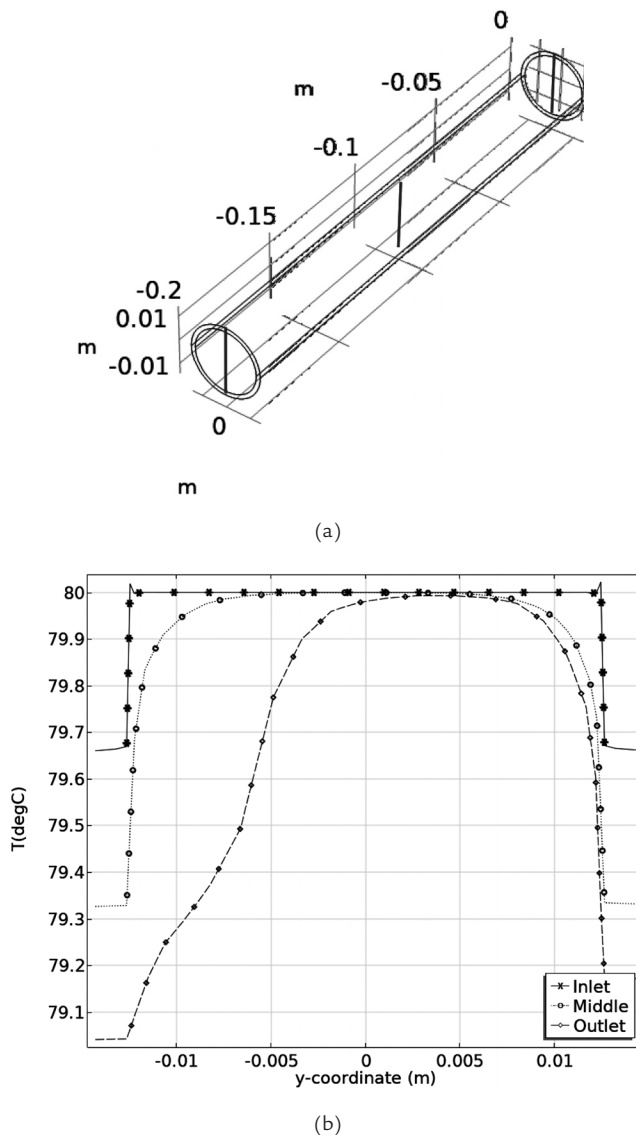 0
m
-0.05
-0.1
-0.15
-0.2
0.01
m
-0.01
0
m
(a)
80
79.9
79.8
79.7
79.6
79.5
79.4
79.3
79.2
79.1
T(degC)
Inlet
Middle
Outlet
-0.01 -0.005 0 0.005 0.01
y-coordinate (m)
(b)